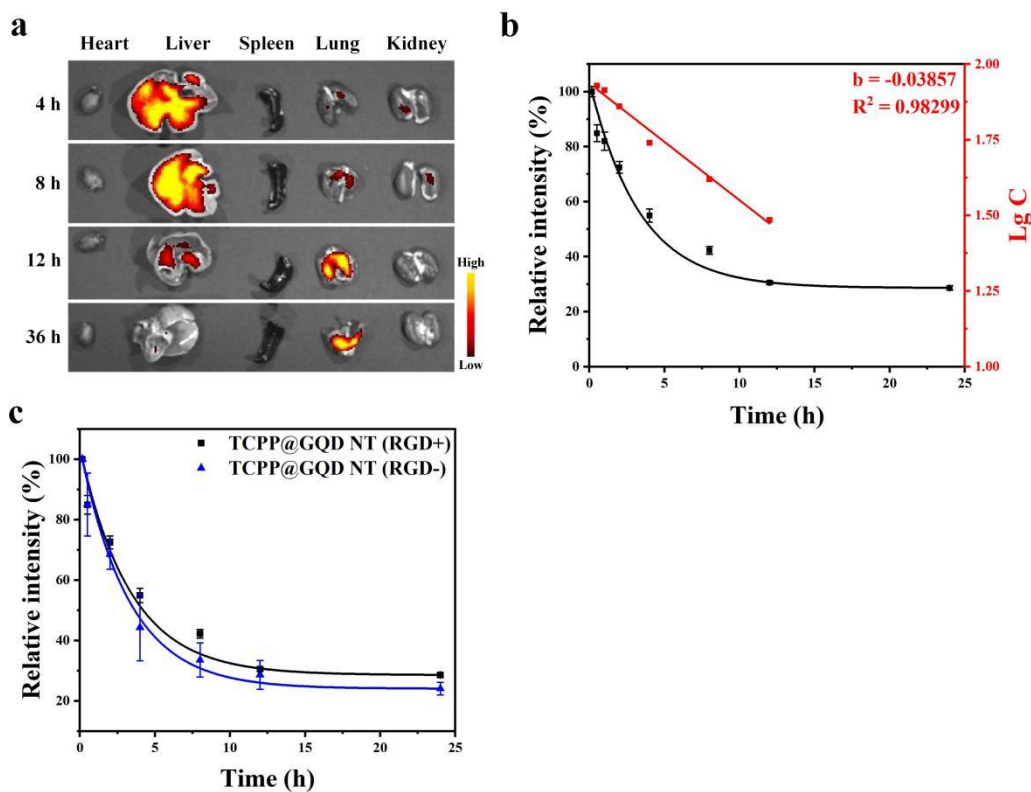 a
Heart Liver Spleen Lung Kidney
4 h
8 h
12 h
36 h
High
Low
b
Relative intensity (%)
100
80
60
40
20
0
0 5 10 15 20 25
Time (h)
b = -0.03857
R² = 0.98299
2.00
1.75
1.50
1.25
1.00
Lg C
c
TCPP@GQD NT (RGD+)
TCPP@GQD NT (RGD-)
Relative intensity (%)
100
80
60
40
20
0 5 10 15 20 25
Time (h)